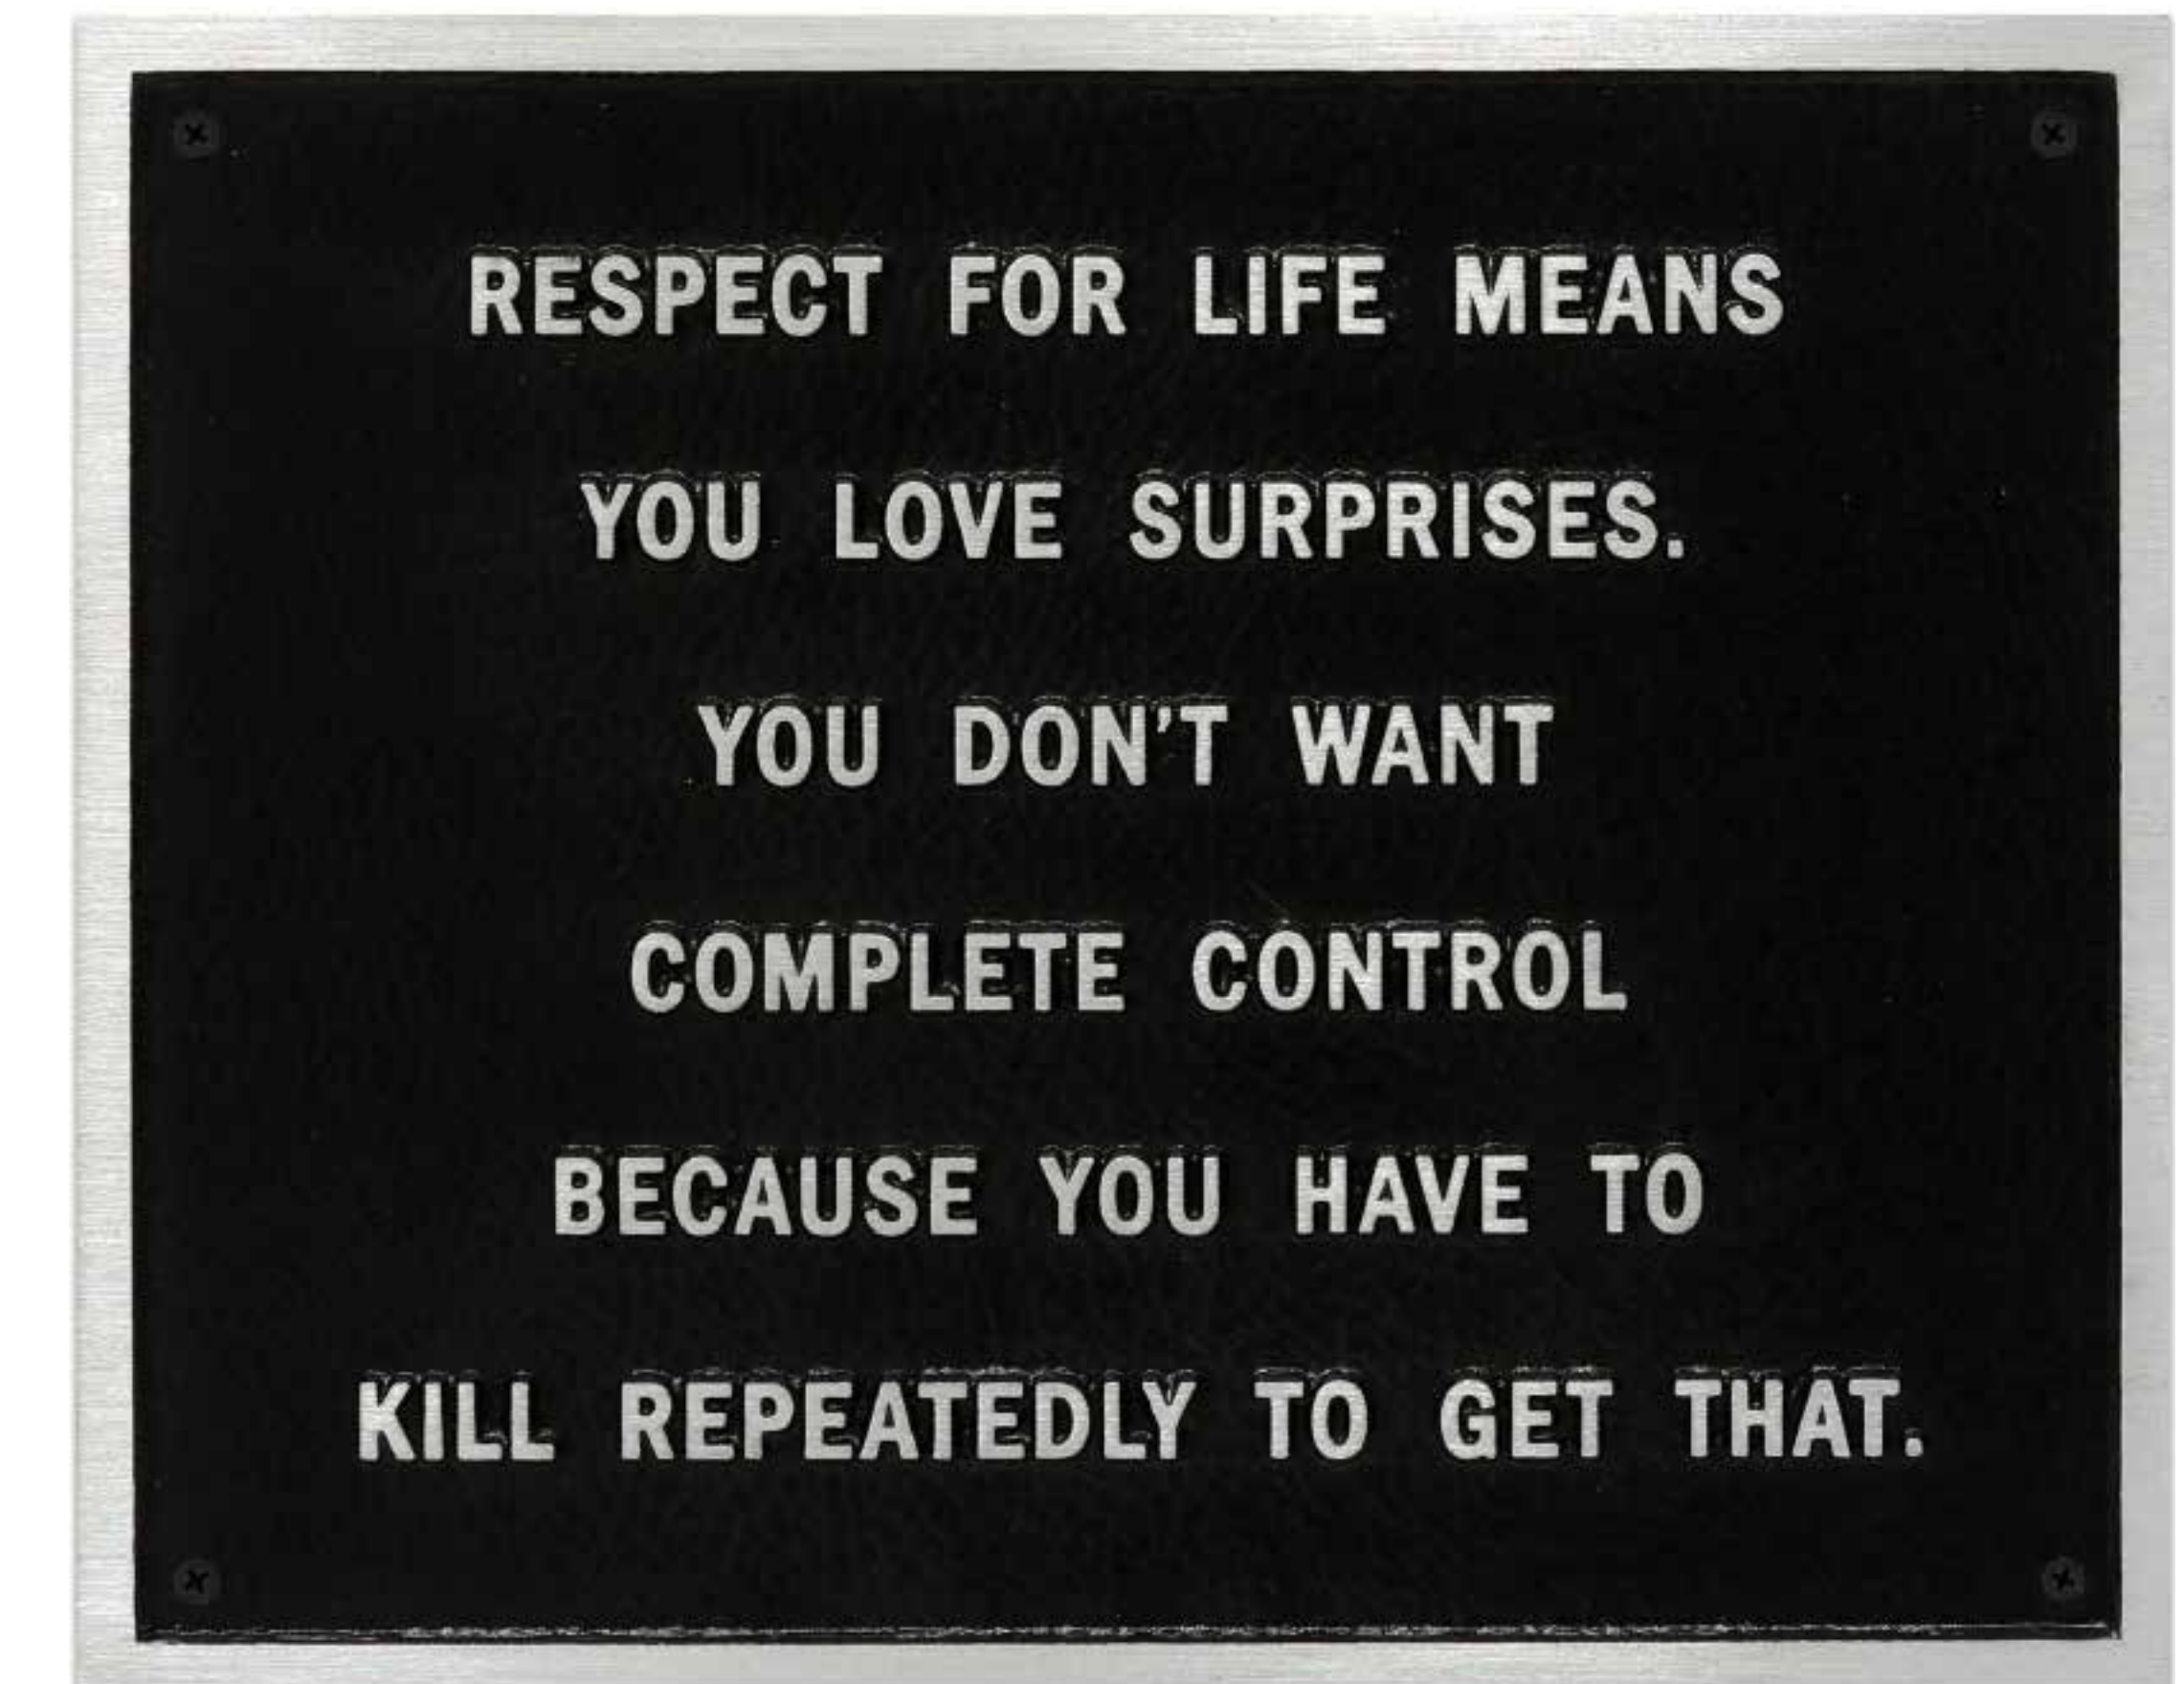 RESPECT FOR LIFE MEANS
YOU LOVE SURPRISES.
YOU DON'T WANT
COMPLETE CONTROL
BECAUSE YOU HAVE TO
KILL REPEATEDLY TO GET THAT.